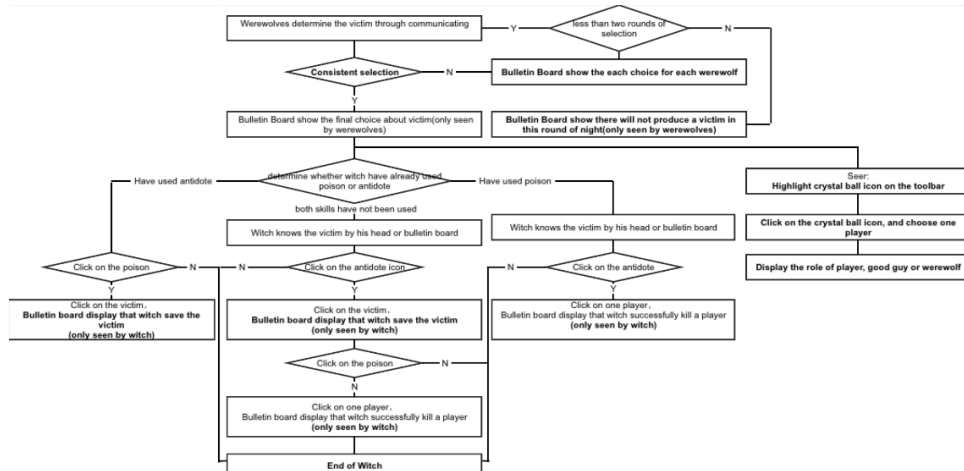 Werewolves determine the victim through communicating
Y
less than two rounds of
selection
N
Consistent selection
N
Bulletin Board show the each choice for each werewolf
Y
Bulletin Board show the final choice about victim(only seen
by werewolves)
Bulletin Board show there will not produce a victim in
this round of night(only seen by werewolves)
Have used antidote
determine whether witch have already used
poison or antidote
Have used poison
Seer:
Highlight crystal ball icon on the toolbar
both skills have not been used
Witch knows the victim by his head or bulletin board
Witch knows the victim by his head or bulletin board
Click on the crystal ball icon, and choose one
player
Click on the poison
N
N
Click on the antidote icon
N
Click on the antidote
Display the role of player, good guy or werewolf
Y
Y
Y
Click on the victim,
Bulletin board display that witch save the
victim
(only seen by witch)
Click on the victim,
Bulletin board display that witch save the victim
(only seen by witch)
Click on one player,
Bulletin board display that witch successfully kill a player
(only seen by witch)
Click on the poison
N
N
Click on one player,
Bulletin board display that witch successfully kill a player
(only seen by witch)
End of Witch